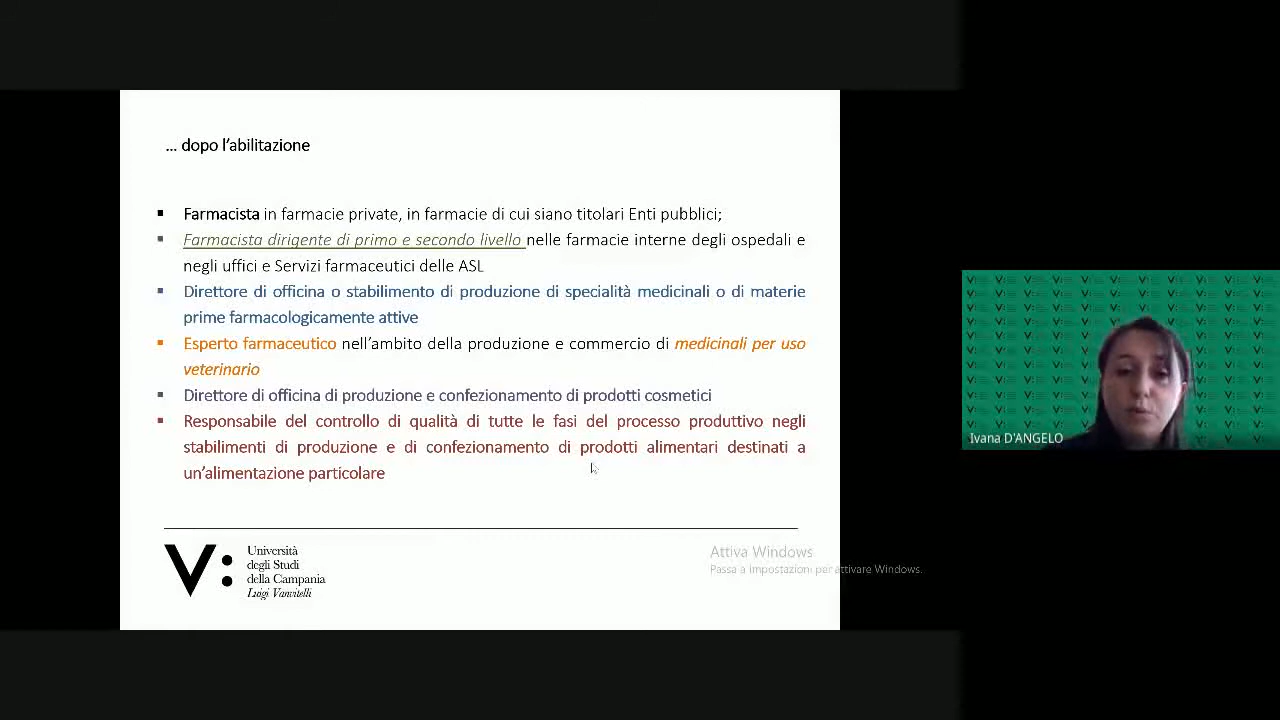 ... dopo l'abilitazione
▪ Farmacista in farmacie private, in farmacie di cui siano titolari Enti pubblici;
▪ Farmacista dirigente di primo e secondo livello nelle farmacie interne degli ospedali e
negli uffici e Servizi farmaceutici delle ASL
▪ Direttore di officina o stabilimento di produzione di specialità medicinali o di materie
prime farmacologicamente attive
▪ Esperto farmaceutico nell'ambito della produzione e commercio di medicinali per uso
veterinario
▪ Direttore di officina di produzione e confezionamento di prodotti cosmetici
▪ Responsabile del controllo di qualità di tutte le fasi del processo produttivo negli
stabilimenti di produzione e di confezionamento di prodotti alimentari destinati a
un'alimentazione particolare
V:
Università
degli Studi
della Campania
Luigi Vanvitelli
Attiva Windows
Passa a impostazioni per attivare Windows.
Ivana D'ANGELO